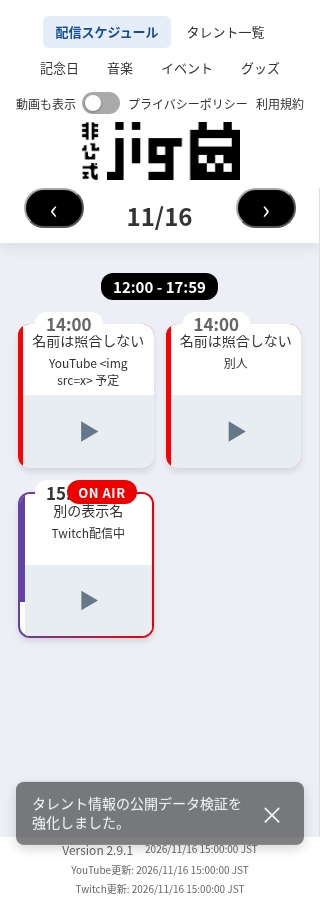 配信スケジュール
タレント一覧
記念日
音楽
イベント
グッズ
動画も表示
プライバシーポリシー
利用規約
非公式
jig
11/16
12:00 - 17:59
14:00
名前は照合しない
YouTube <img
src=x> 予定
14:00
名前は照合しない
別人
ON AIR
別の表示名
Twitch配信中
タレント情報の公開データ検証を
強化しました。
Version 2.9.1
2026/11/16 15:00:00 JST
YouTube更新: 2026/11/16 15:00:00 JST
Twitch更新: 2026/11/16 15:00:00 JST